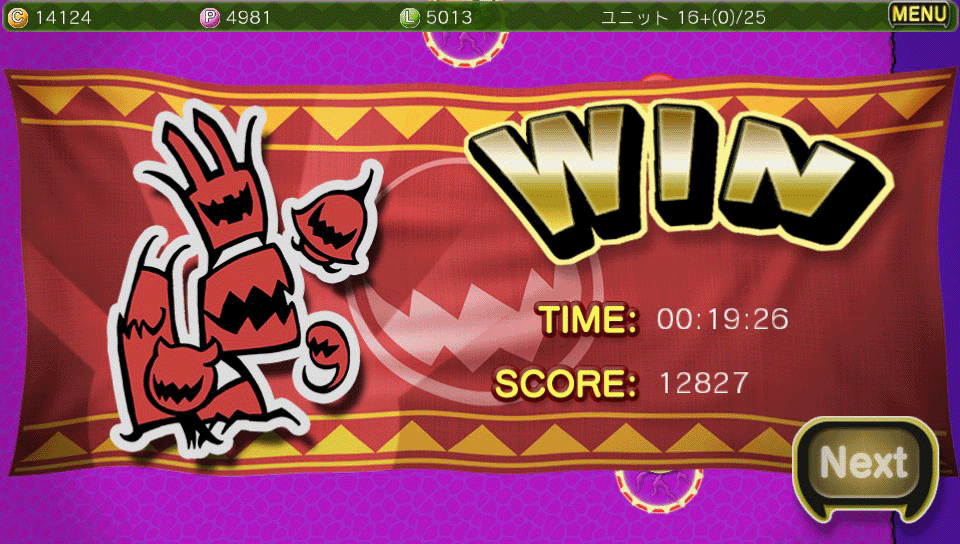 C 14124 P 4981 L 5013 ユニット 16+(0)/25 MENU
WIN
TIME: 00:19:26
SCORE: 12827
Next